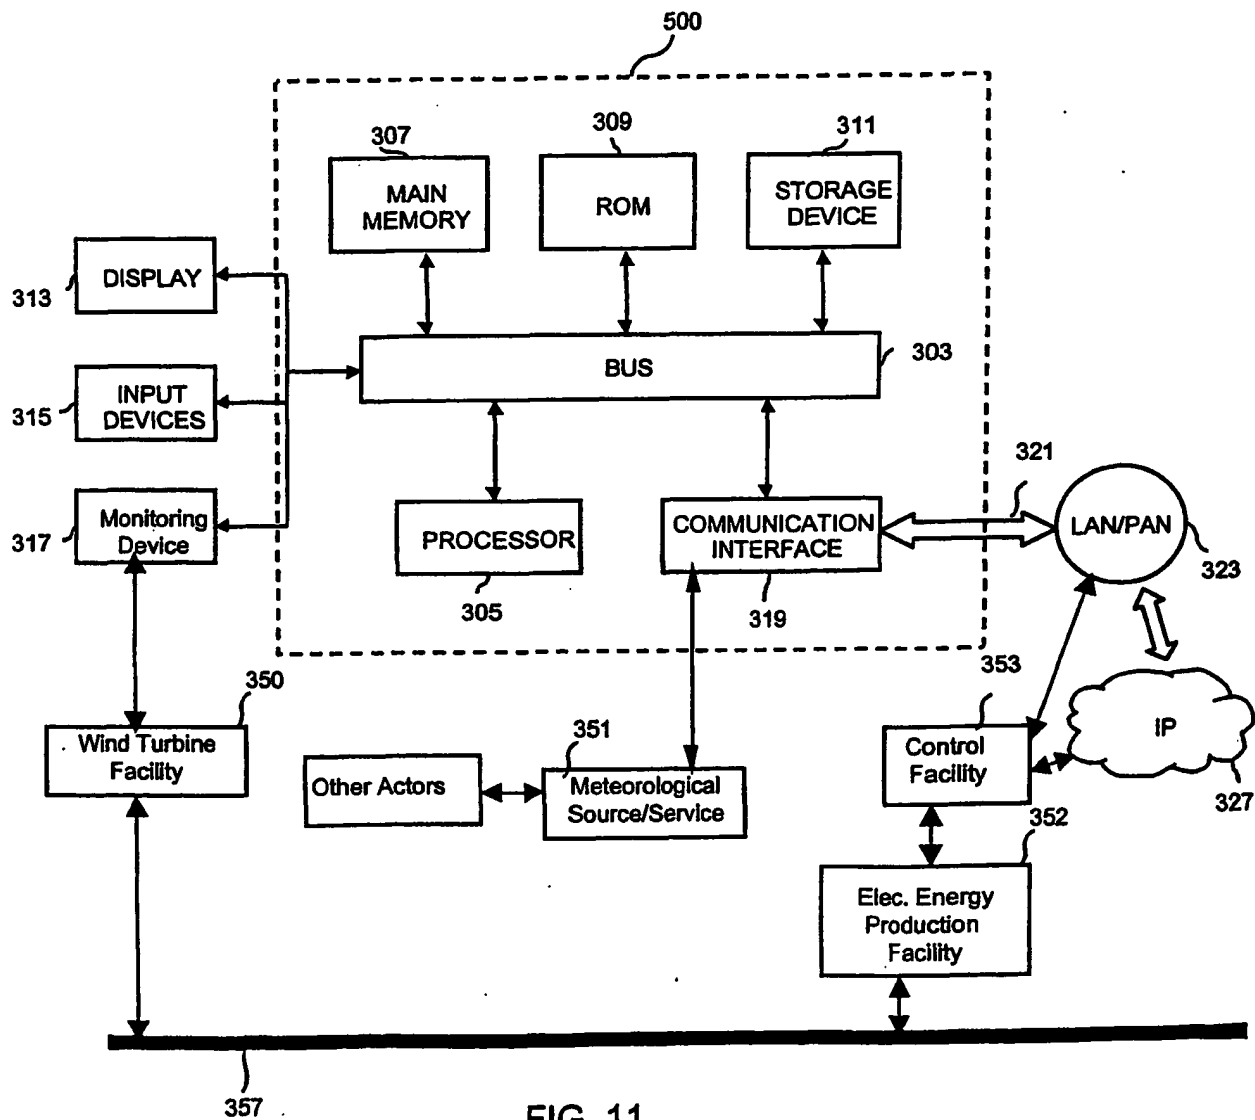 500
307
309
311
MAIN
MEMORY
ROM
STORAGE
DEVICE
DISPLAY
313
BUS
303
INPUT
DEVICES
315
321
Monitoring
Device
317
PROCESSOR
305
COMMUNICATION
INTERFACE
319
LAN/PAN
323
350
Wind Turbine
Facility
351
Other Actors
Meteorological
Source/Service
353
Control
Facility
IP
327
352
Elec. Energy
Production
Facility
357
FIG. 11